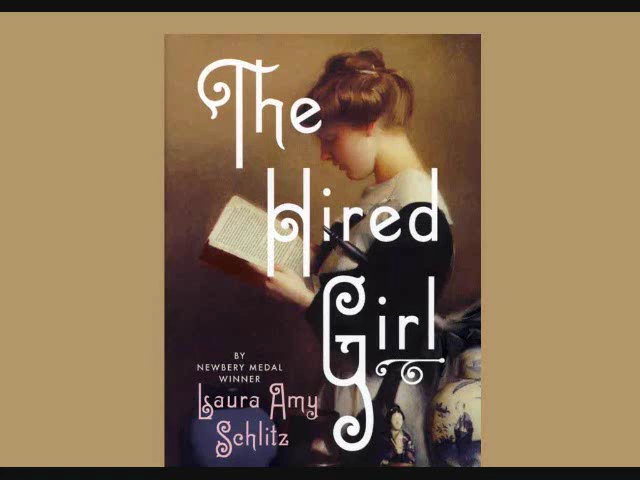 The
Hired
Girl
BY
NEWBERY MEDAL
WINNER
Laura Amy
Schlitz